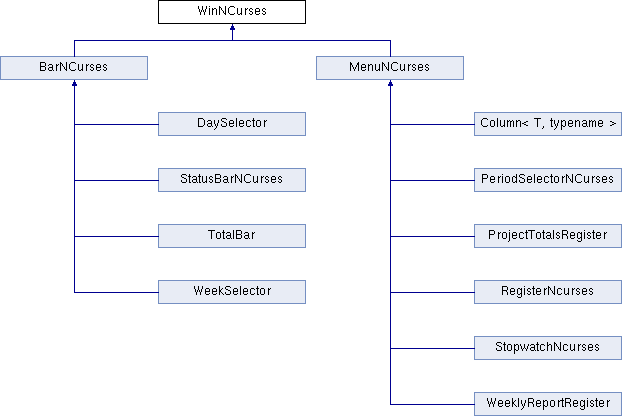 WinNCurses
BarNCurses
MenuNCurses
DaySelector
Column< T, typename >
StatusBarNCurses
PeriodSelectorNCurses
TotalBar
ProjectTotalsRegister
WeekSelector
RegisterNcurses
StopwatchNcurses
WeeklyReportRegister